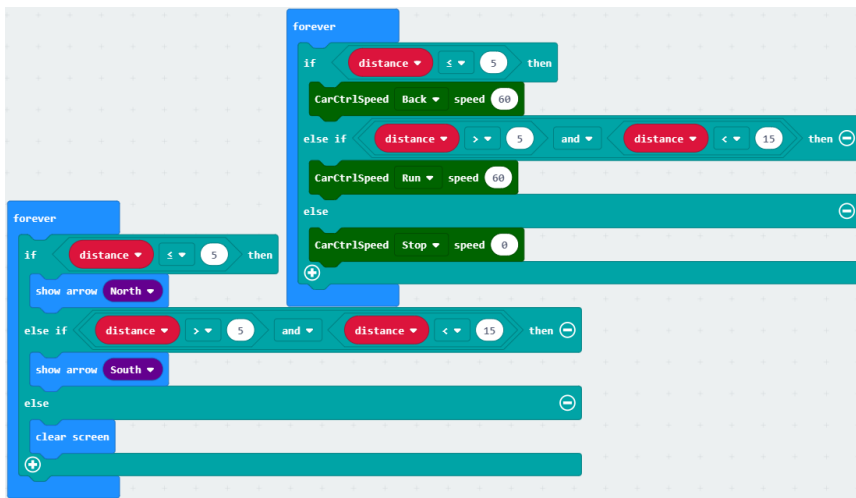 forever
if distance ≤ 5 then
CarCtrlSpeed Back speed 60
else if distance > 5 and distance < 15 then
CarCtrlSpeed Run speed 60
else
CarCtrlSpeed Stop speed 0
forever
if distance ≤ 5 then
show arrow North
else if distance > 5 and distance < 15 then
show arrow South
else
clear screen